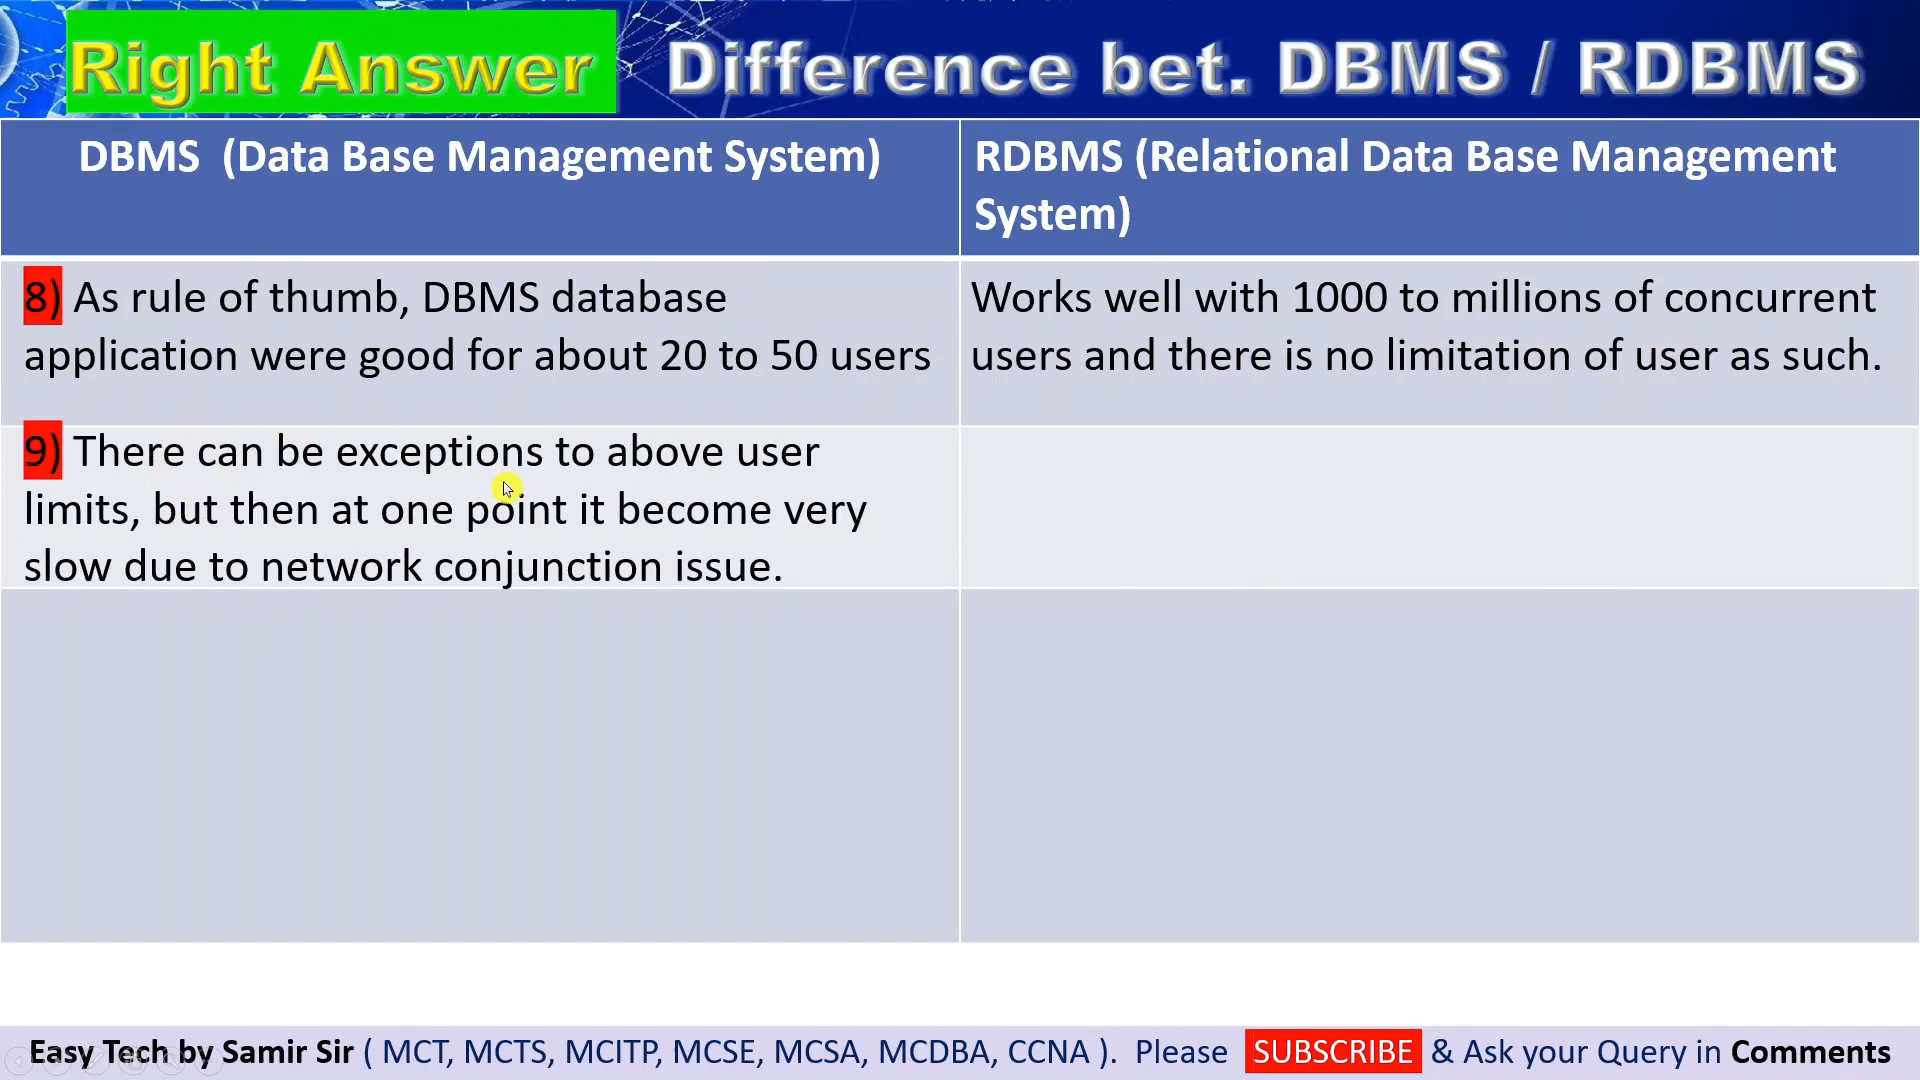 Right Answer
Difference bet. DBMS / RDBMS
DBMS (Data Base Management System)
RDBMS (Relational Data Base Management
System)
8) As rule of thumb, DBMS database
application were good for about 20 to 50 users
Works well with 1000 to millions of concurrent
users and there is no limitation of user as such.
9) There can be exceptions to above user
limits, but then at one point it become very
slow due to network conjunction issue.
Easy Tech by Samir Sir ( MCT, MCTS, MCITP, MCSE, MCSA, MCDBA, CCNA ). Please SUBSCRIBE & Ask your Query in Comments